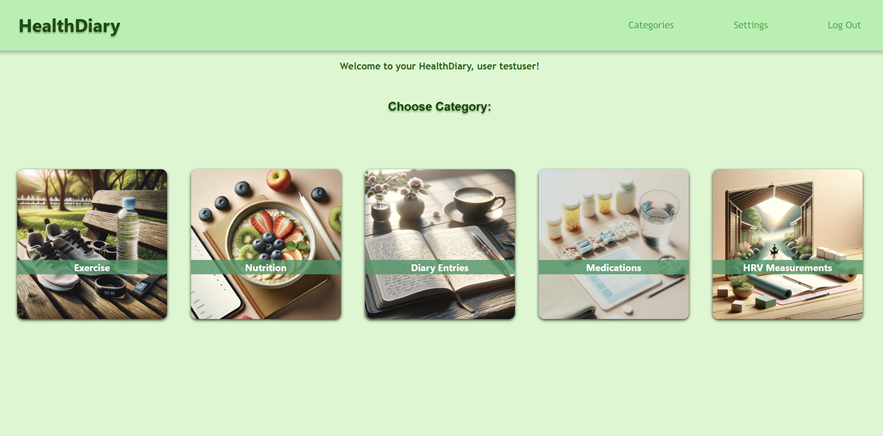 HealthDiary
Categories
Settings
Log Out
Welcome to your HealthDiary, user testuser!
Choose Category:
Exercise
Nutrition
Diary Entries
Medications
HRV Measurements